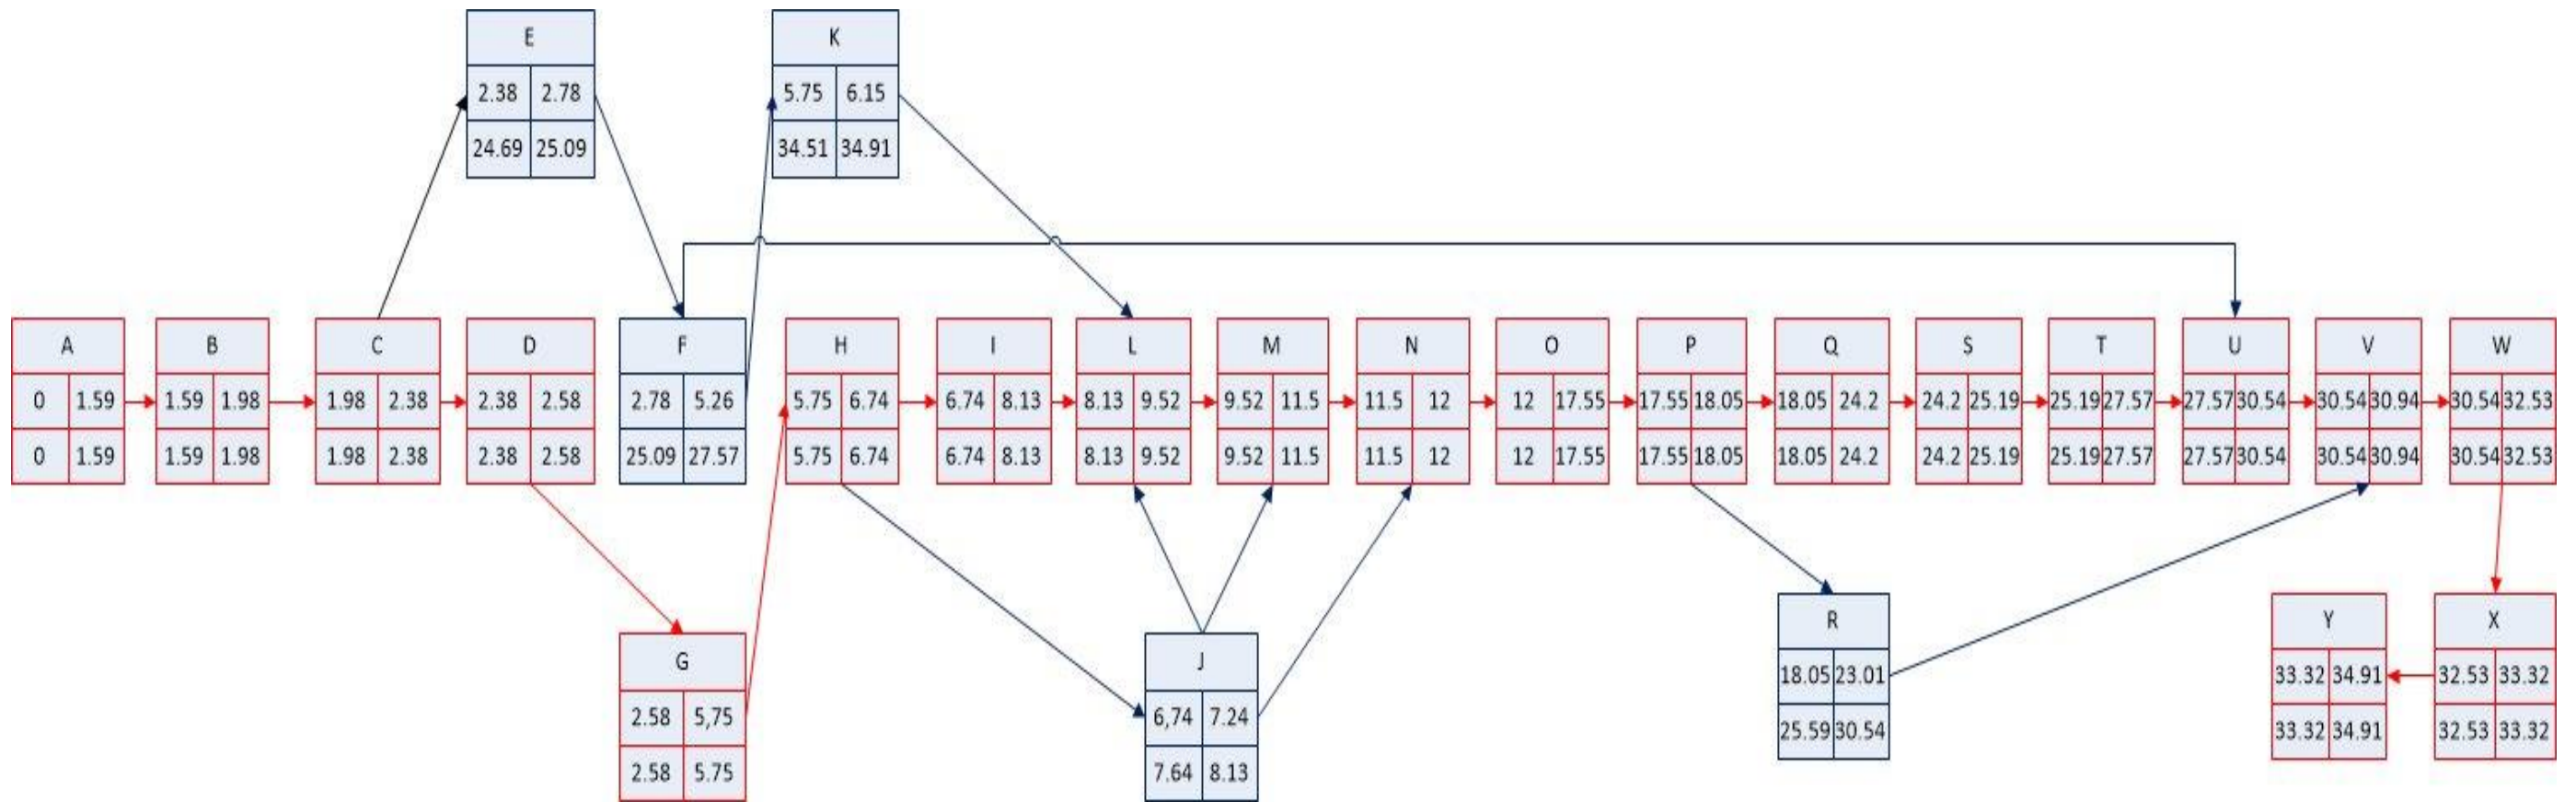 E
2.38 2.78
24.69 25.09
K
5.75 6.15
34.51 34.91
A
0 1.59
0 1.59
B
1.59 1.98
1.59 1.98
C
1.98 2.38
1.98 2.38
D
2.38 2.58
2.38 2.58
F
2.78 5.26
25.09 27.57
H
5.75 6.74
5.75 6.74
I
6.74 8.13
6.74 8.13
L
8.13 9.52
8.13 9.52
M
9.52 11.5
9.52 11.5
N
11.5 12
11.5 12
O
12 17.55
12 17.55
P
17.55 18.05
17.55 18.05
Q
18.05 24.2
18.05 24.2
S
24.2 25.19
24.2 25.19
T
25.19 27.57
25.19 27.57
U
27.57 30.54
27.57 30.54
V
30.54 30.94
30.54 30.94
W
30.54 32.53
30.54 32.53
G
2.58 5,75
2.58 5.75
J
6,74 7.24
7.64 8.13
R
18.05 23.01
25.59 30.54
Y
33.32 34.91
33.32 34.91
X
32.53 33.32
32.53 33.32